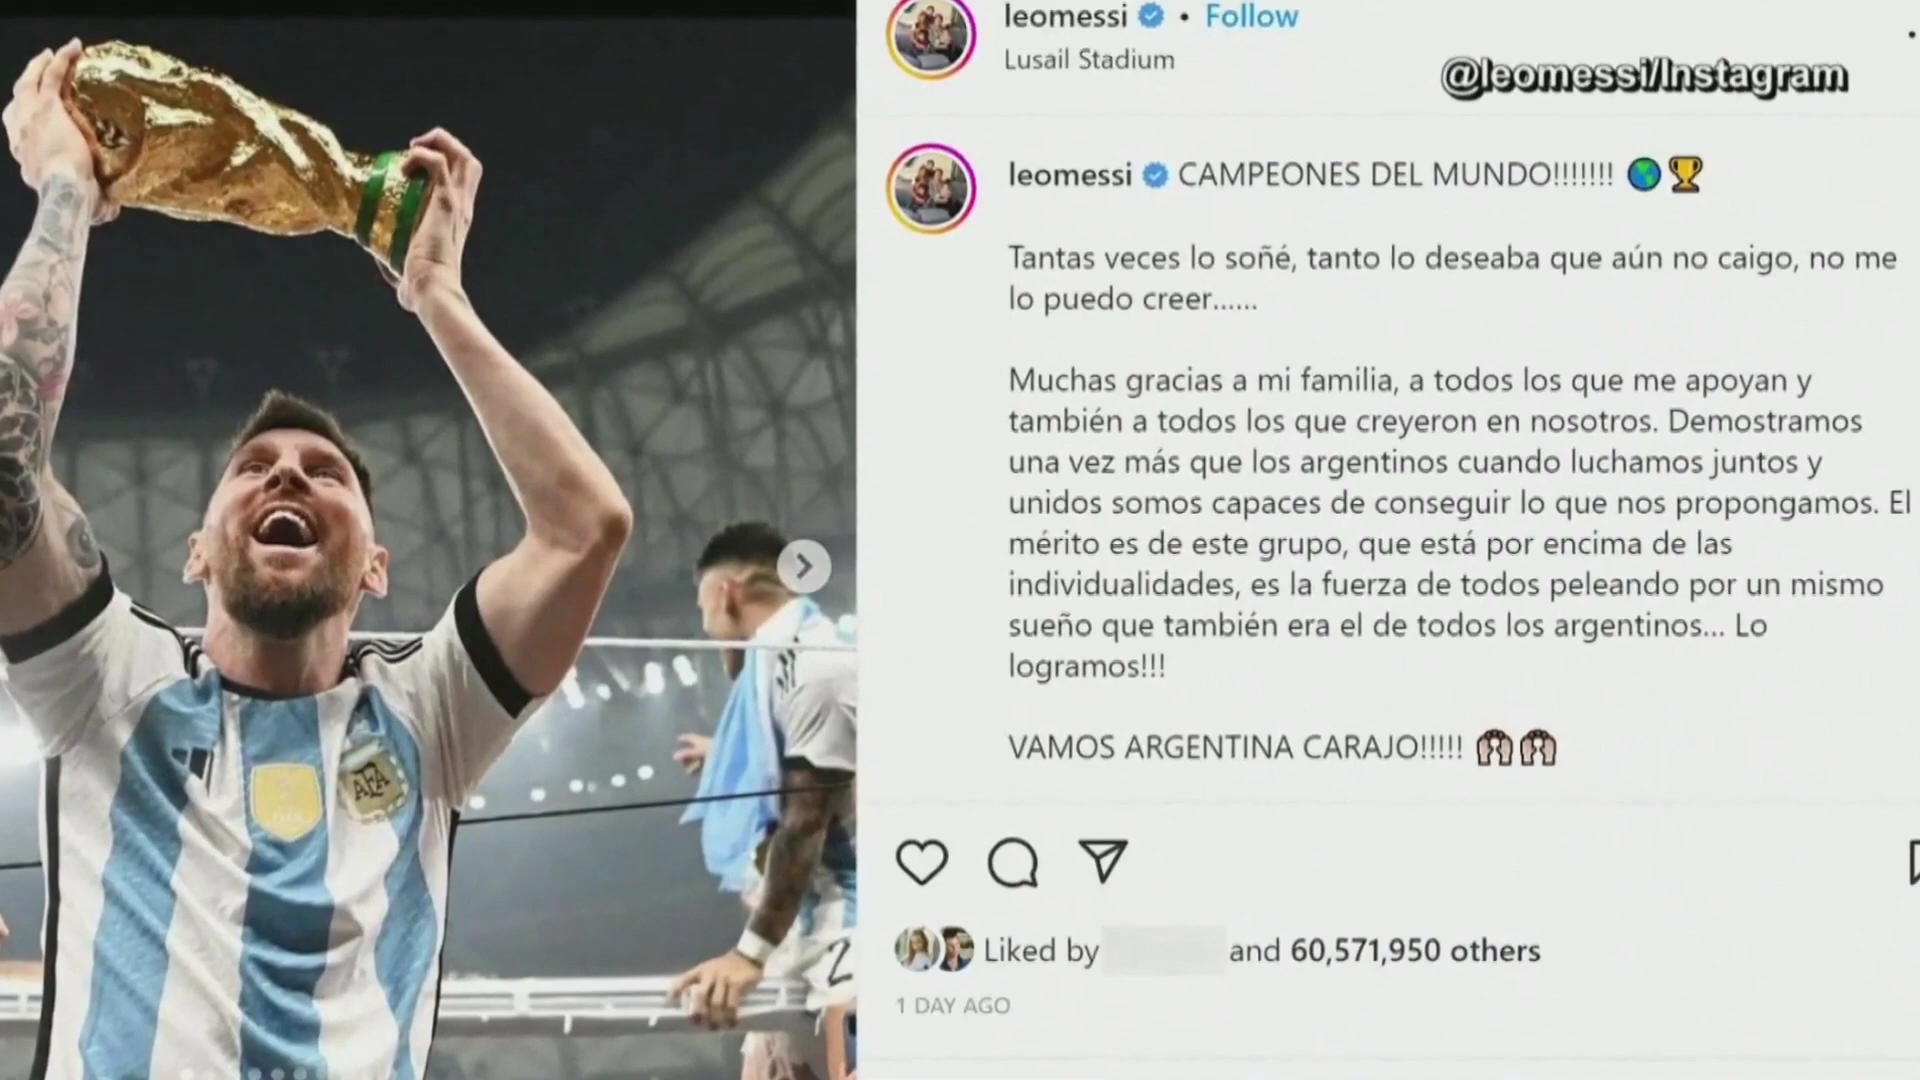 leomessi • Follow
Lusail Stadium
@leomessi/Instagram
leomessi CAMPEONES DEL MUNDO!!!!!!! 🌎🏆
Tantas veces lo soñé, tanto lo deseaba que aún no caigo, no me
lo puedo creer......
Muchas gracias a mi familia, a todos los que me apoyan y
también a todos los que creyeron en nosotros. Demostramos
una vez más que los argentinos cuando luchamos juntos y
unidos somos capaces de conseguir lo que nos propongamos. El
mérito es de este grupo, que está por encima de las
individualidades, es la fuerza de todos peleando por un mismo
sueño que también era el de todos los argentinos... Lo
logramos!!!
VAMOS ARGENTINA CARAJO!!!!! 🙌🙌
Liked by and 60,571,950 others
1 DAY AGO
AFA
FIFA